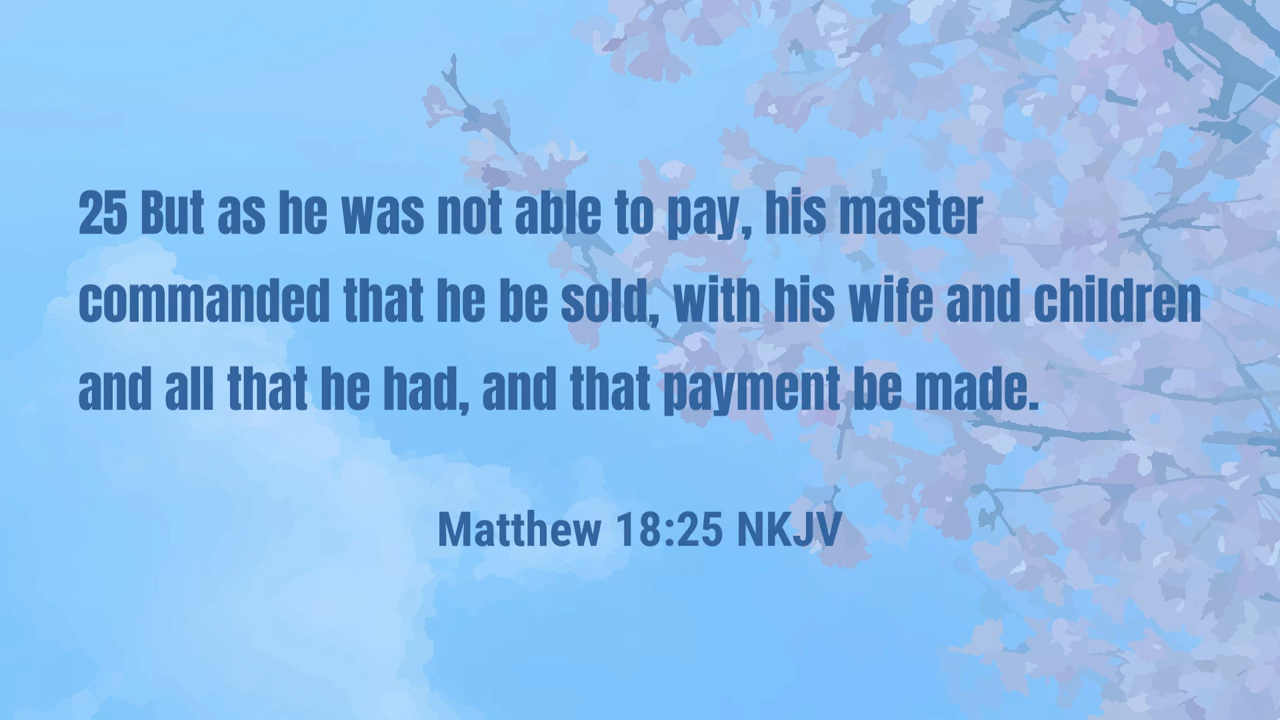 25 But as he was not able to pay, his master
commanded that he be sold, with his wife and children
and all that he had, and that payment be made.
Matthew 18:25 NKJV